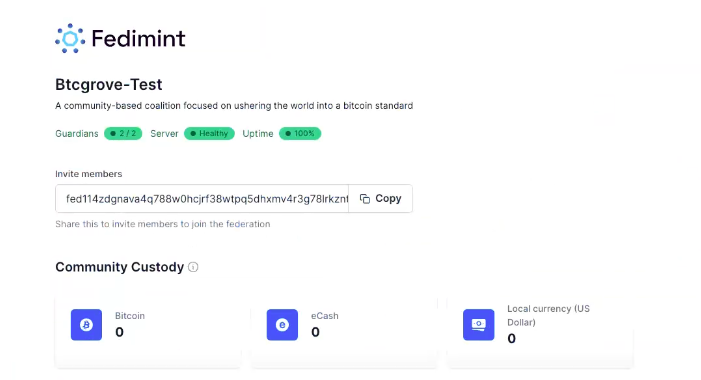 Fedimint
Btcgrove-Test
A community-based coalition focused on ushering the world into a bitcoin standard
Guardians 2 / 2 Server Healthy Uptime 100%
Invite members
fed114zdgnava4q788w0hcjrf38wtpq5dhxmv4r3g78lrkznt Copy
Share this to invite members to join the federation
Community Custody
Bitcoin
0
eCash
0
Local currency (US
Dollar)
0